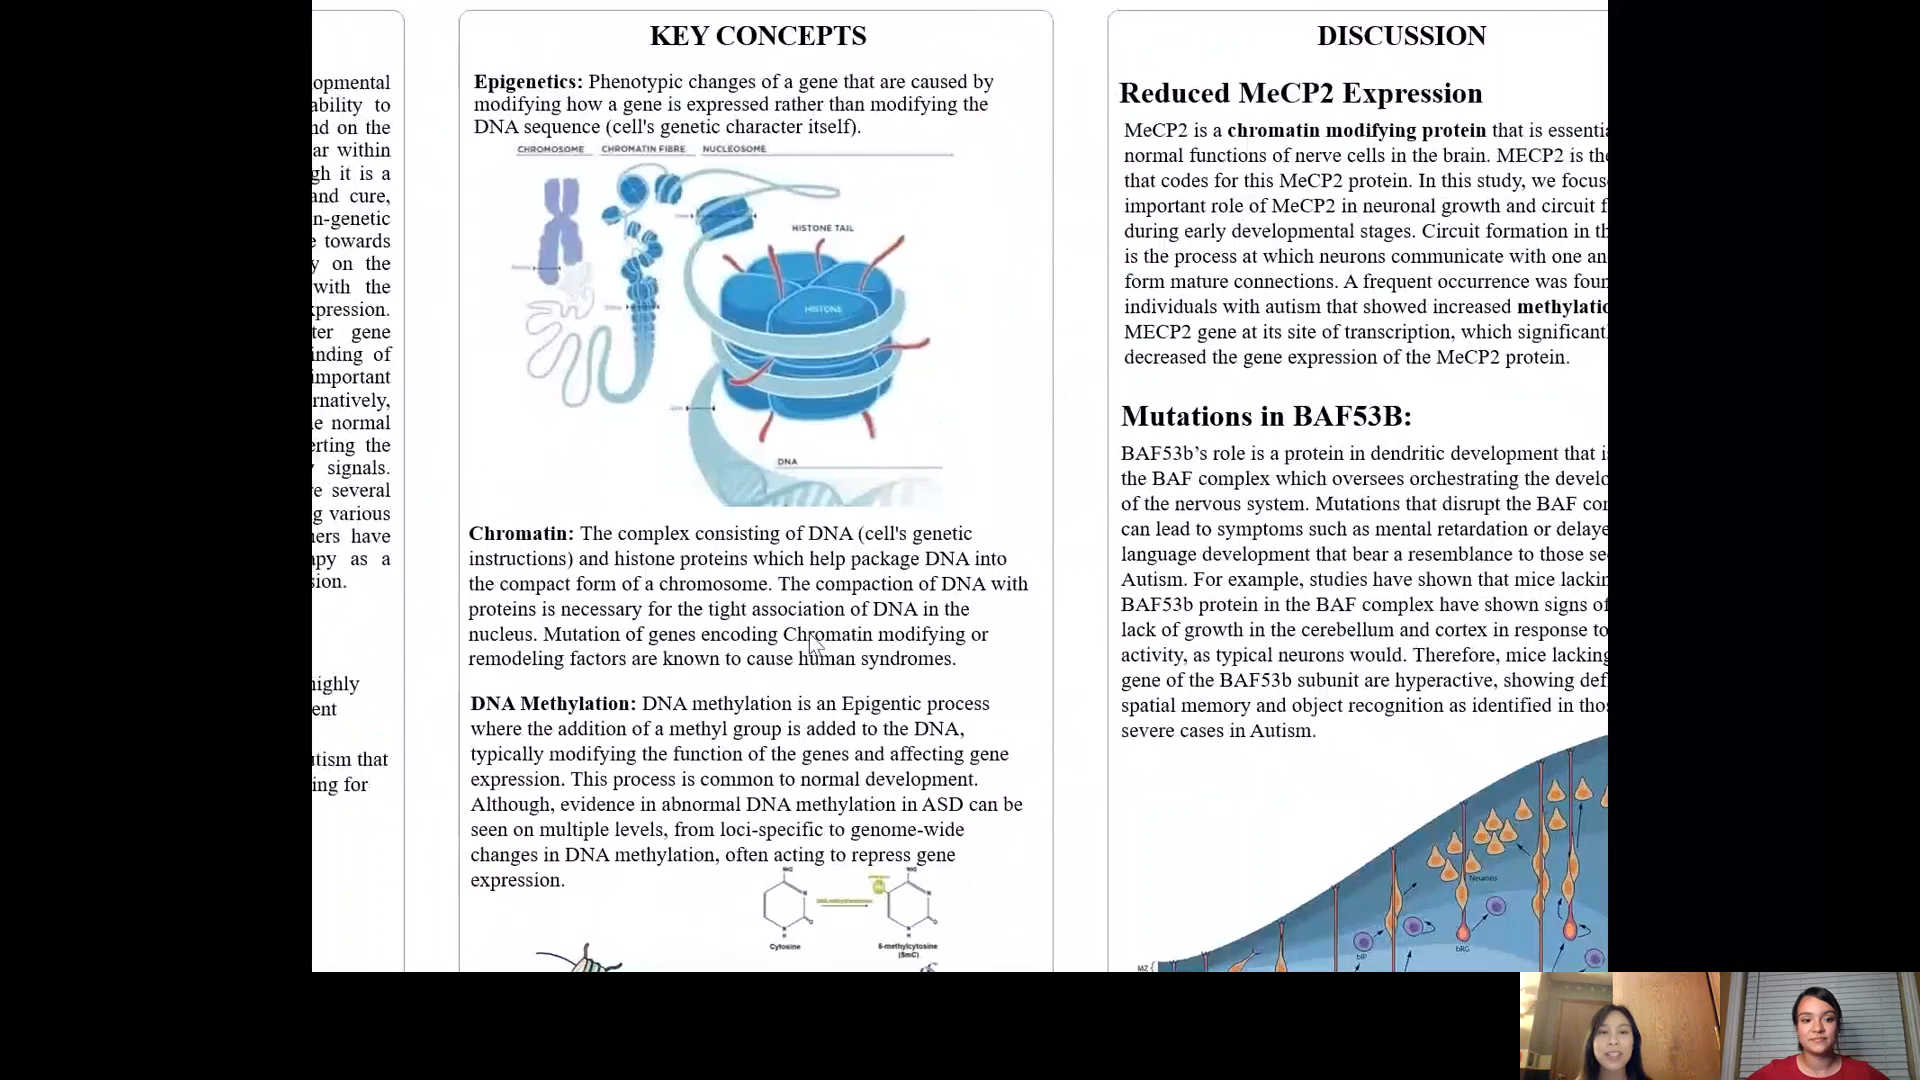 opmental
ability to
nd on the
ar within
gh it is a
and cure,
n-genetic
e towards
y on the
with the
xpression.
ter gene
inding of
important
rnatively,
e normal
erting the
signals.
e several
g various
ners have
apy as a
sion.
highly
ent
utism that
ing for
KEY CONCEPTS
Epigenetics: Phenotypic changes of a gene that are caused by
modifying how a gene is expressed rather than modifying the
DNA sequence (cell's genetic character itself).
CHROMOSOME CHROMATIN FIBRE NUCLEOSOME
HISTONE TAIL
HISTONE
DNA
Chromatin: The complex consisting of DNA (cell's genetic
instructions) and histone proteins which help package DNA into
the compact form of a chromosome. The compaction of DNA with
proteins is necessary for the tight association of DNA in the
nucleus. Mutation of genes encoding Chromatin modifying or
remodeling factors are known to cause human syndromes.
DNA Methylation: DNA methylation is an Epigentic process
where the addition of a methyl group is added to the DNA,
typically modifying the function of the genes and affecting gene
expression. This process is common to normal development.
Although, evidence in abnormal DNA methylation in ASD can be
seen on multiple levels, from loci-specific to genome-wide
changes in DNA methylation, often acting to repress gene
expression.
NH2 NH2
N N
O O
N N
H H
Cytosine 5-methylcytosine
(5mC)
DISCUSSION
Reduced MeCP2 Expression
MeCP2 is a chromatin modifying protein that is essentia
normal functions of nerve cells in the brain. MECP2 is the
that codes for this MeCP2 protein. In this study, we focus
important role of MeCP2 in neuronal growth and circuit f
during early developmental stages. Circuit formation in th
is the process at which neurons communicate with one an
form mature connections. A frequent occurrence was foun
individuals with autism that showed increased methylatio
MECP2 gene at its site of transcription, which significantl
decreased the gene expression of the MeCP2 protein.
Mutations in BAF53B:
BAF53b's role is a protein in dendritic development that i
the BAF complex which oversees orchestrating the develo
of the nervous system. Mutations that disrupt the BAF con
can lead to symptoms such as mental retardation or delaye
language development that bear a resemblance to those se
Autism. For example, studies have shown that mice lackin
BAF53b protein in the BAF complex have shown signs of
lack of growth in the cerebellum and cortex in response to
activity, as typical neurons would. Therefore, mice lacking
gene of the BAF53b subunit are hyperactive, showing def
spatial memory and object recognition as identified in tho
severe cases in Autism.
Neurons
bIP
bRG
MZ